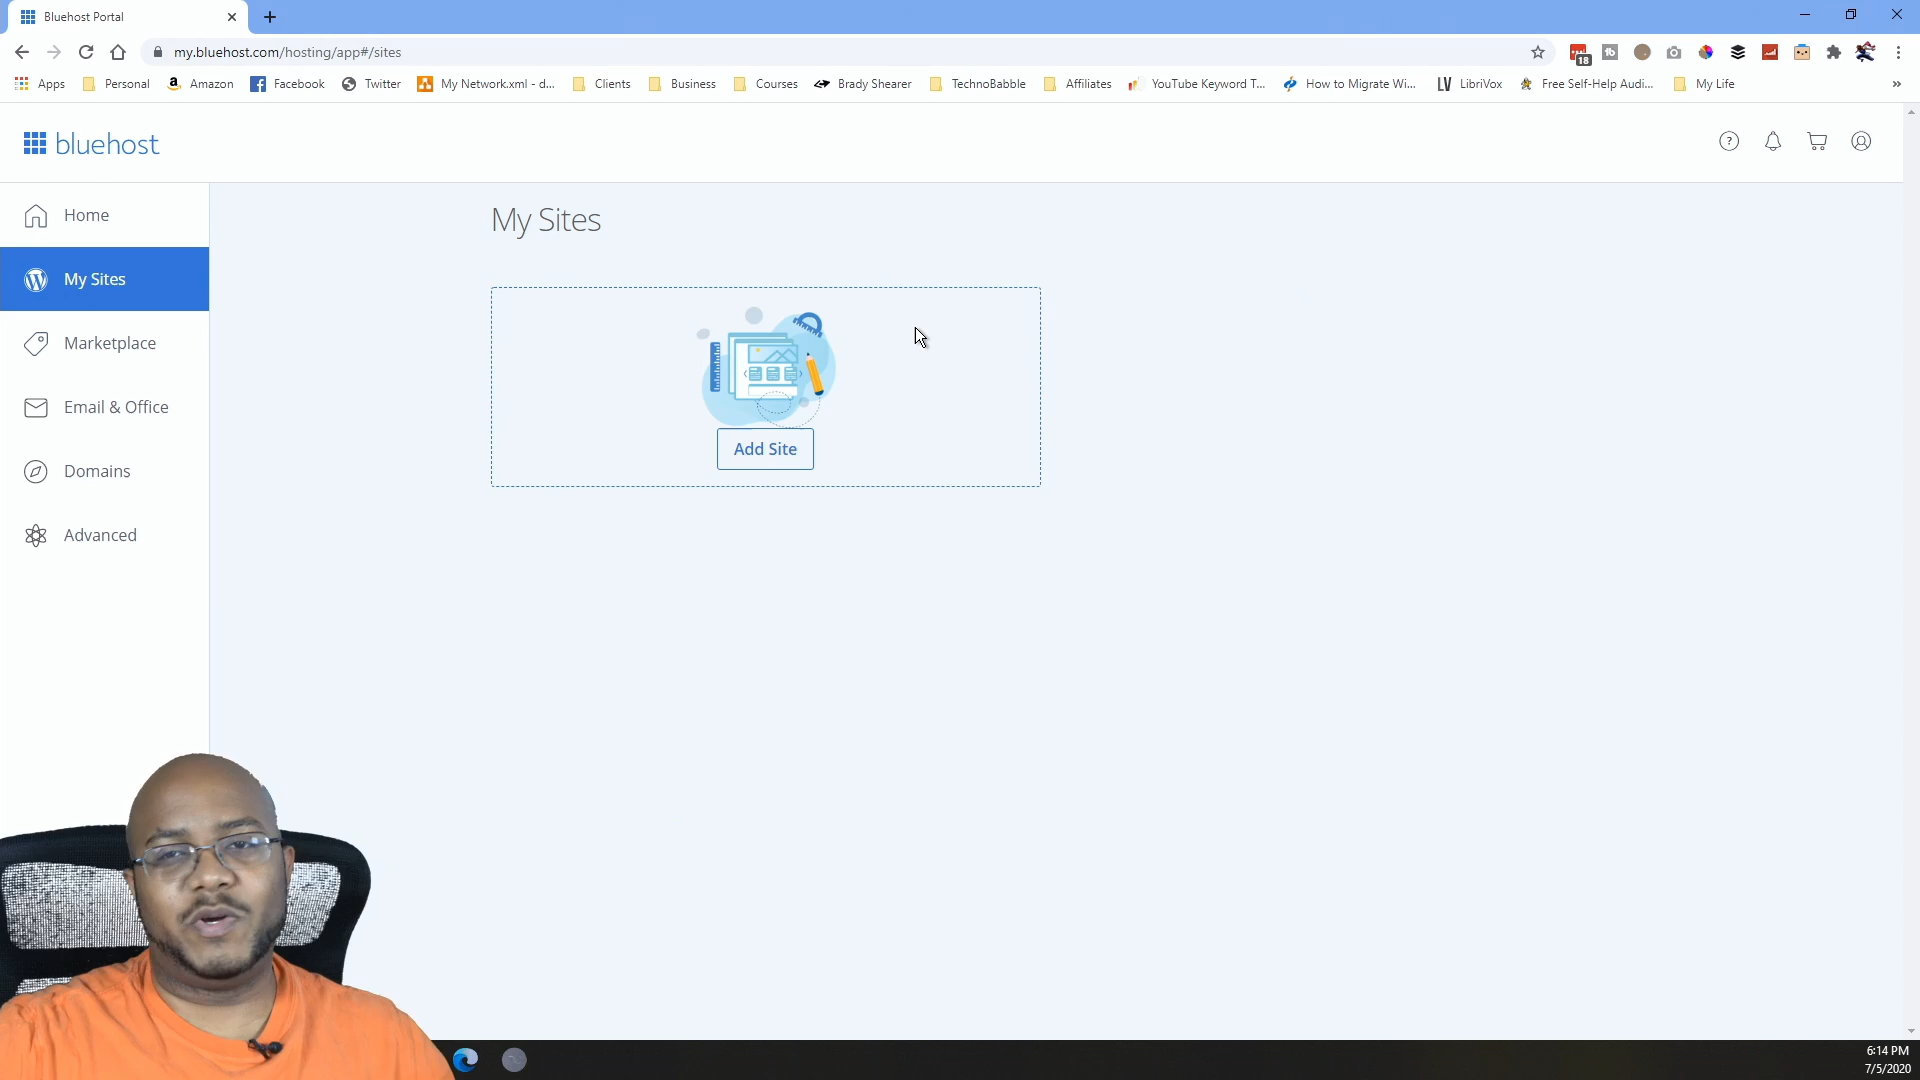 Bluehost Portal
my.bluehost.com/hosting/app#/sites
18
Apps Personal Amazon Facebook Twitter My Network.xml - d... Clients Business Courses Brady Shearer TechnoBabble Affiliates YouTube Keyword T... How to Migrate Wi... LV LibriVox Free Self-Help Audi... My Life »
bluehost
Home
My Sites
Marketplace
Email & Office
Domains
Advanced
My Sites
Add Site
6:14 PM
7/5/2020